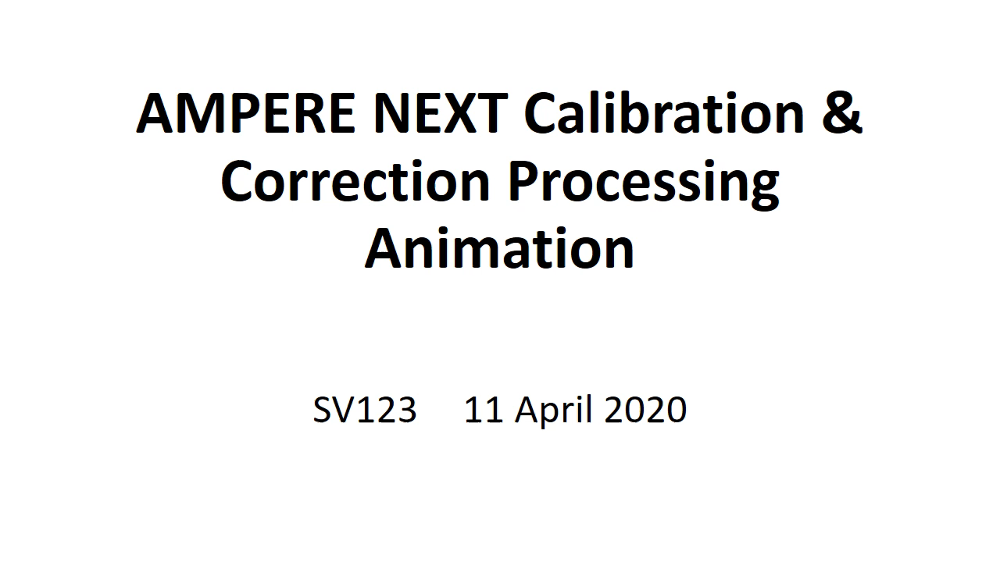 AMPERE NEXT Calibration &
Correction Processing
Animation
SV123 11 April 2020